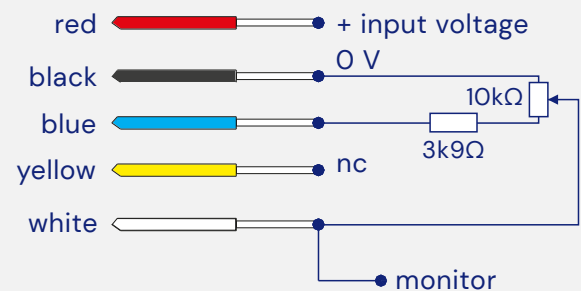 red
+ input voltage
black
0 V
10kΩ
blue
3k9Ω
yellow
nc
white
monitor